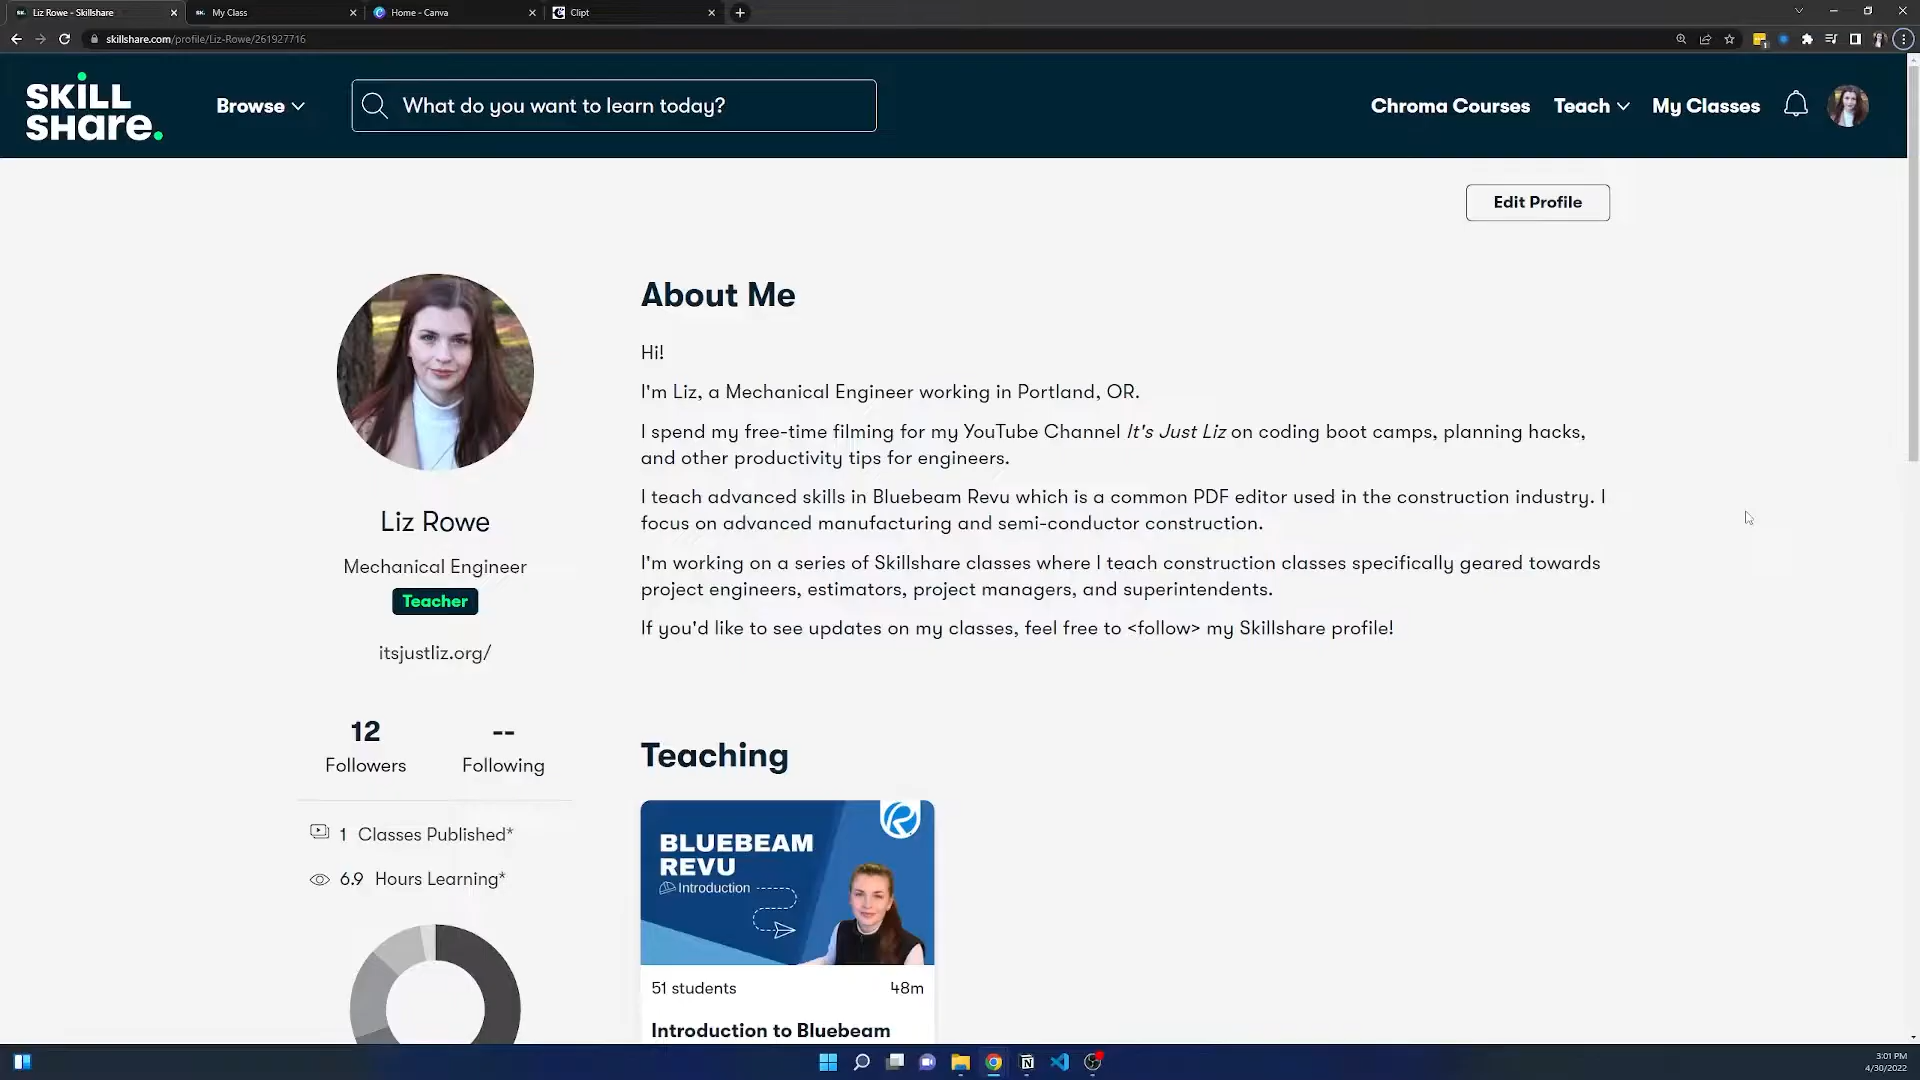 Liz Rowe - Skillshare
My Class
Home - Canva
Clipt
skillshare.com/profile/Liz-Rowe/261927716
SKILL
SHare.
Browse
What do you want to learn today?
Chroma Courses
Teach
My Classes
Edit Profile
About Me
Hi!
I'm Liz, a Mechanical Engineer working in Portland, OR.
I spend my free-time filming for my YouTube Channel It's Just Liz on coding boot camps, planning hacks,
and other productivity tips for engineers.
I teach advanced skills in Bluebeam Revu which is a common PDF editor used in the construction industry. I
focus on advanced manufacturing and semi-conductor construction.
I'm working on a series of Skillshare classes where I teach construction classes specifically geared towards
project engineers, estimators, project managers, and superintendents.
If you'd like to see updates on my classes, feel free to <follow> my Skillshare profile!
Liz Rowe
Mechanical Engineer
Teacher
itsjustliz.org/
12
Followers
--
Following
1 Classes Published*
6.9 Hours Learning*
Teaching
BLUEBEAM
REVU
Introduction
51 students
48m
Introduction to Bluebeam
3:01 PM
4/30/2022